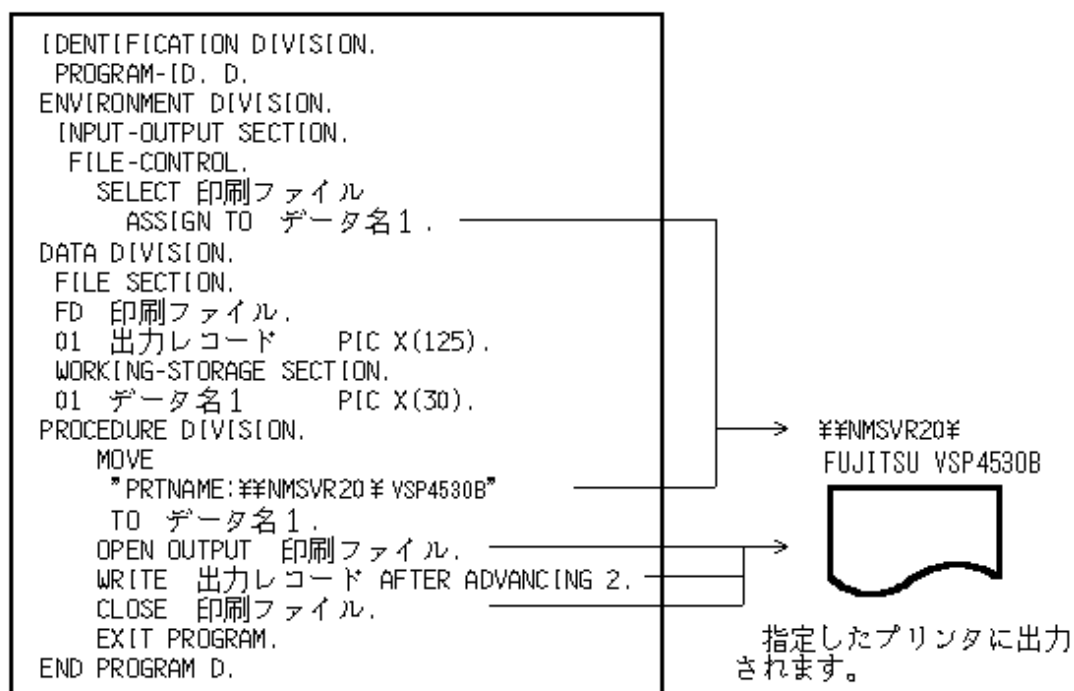 IDENTIFICATION DIVISION.
PROGRAM-ID. D.
ENVIRONMENT DIVISION.
INPUT-OUTPUT SECTION.
FILE-CONTROL.
SELECT 印刷ファイル
ASSIGN TO データ名1.
DATA DIVISION.
FILE SECTION.
FD 印刷ファイル.
01 出力レコード PIC X(125).
WORKING-STORAGE SECTION.
01 データ名1 PIC X(30).
PROCEDURE DIVISION.
MOVE
"PRTNAME:¥¥NMSVR20¥VSP4530B"
TO データ名1.
OPEN OUTPUT 印刷ファイル.
WRITE 出力レコード AFTER ADVANCING 2.
CLOSE 印刷ファイル.
EXIT PROGRAM.
END PROGRAM D.
¥¥NMSVR20¥
FUJITSU VSP4530B
指定したプリンタに出力
されます。